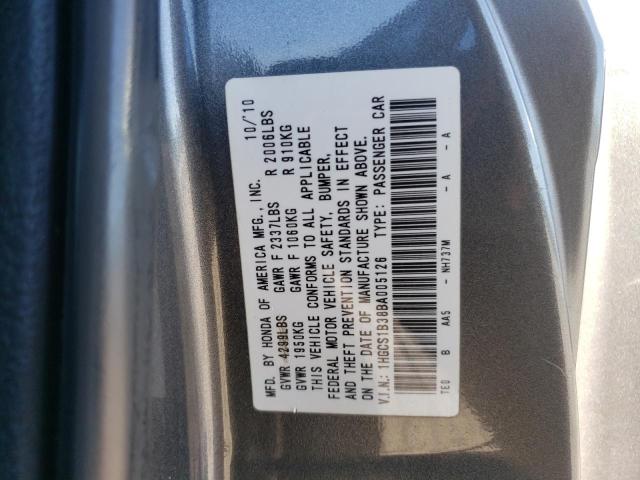 MFD. BY HONDA OF AMERICA MFG., INC. 10/10
GVWR 4299LBS GAWR F 2337LBS R 2006LBS
GVWR 1950KG GAWR F 1060KG R 910KG
THIS VEHICLE CONFORMS TO ALL APPLICABLE
FEDERAL MOTOR VEHICLE SAFETY, BUMPER,
AND THEFT PREVENTION STANDARDS IN EFFECT
ON THE DATE OF MANUFACTURE SHOWN ABOVE.
V.I.N.: 1HGCS1B38BA005126 TYPE: PASSENGER CAR
TE0 B AA5 - NH737M - A - A